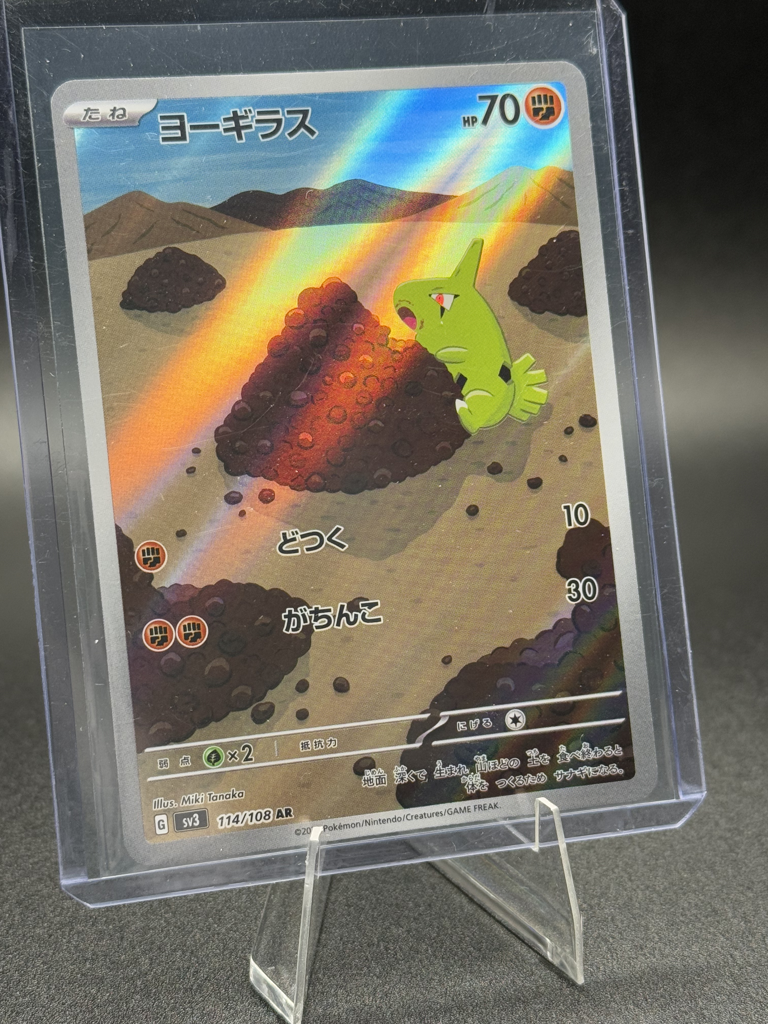 たね
ヨーギラス
HP70
どつく 10
がちんこ 30
弱点 ×2 抵抗力 にげる
地面 深くで 生まれ 山ほどの 土を 食べ終わると
体を つくるため サナギになる。
Illus. Miki Tanaka
G sv3 114/108 AR
Pokémon/Nintendo/Creatures/GAME FREAK.